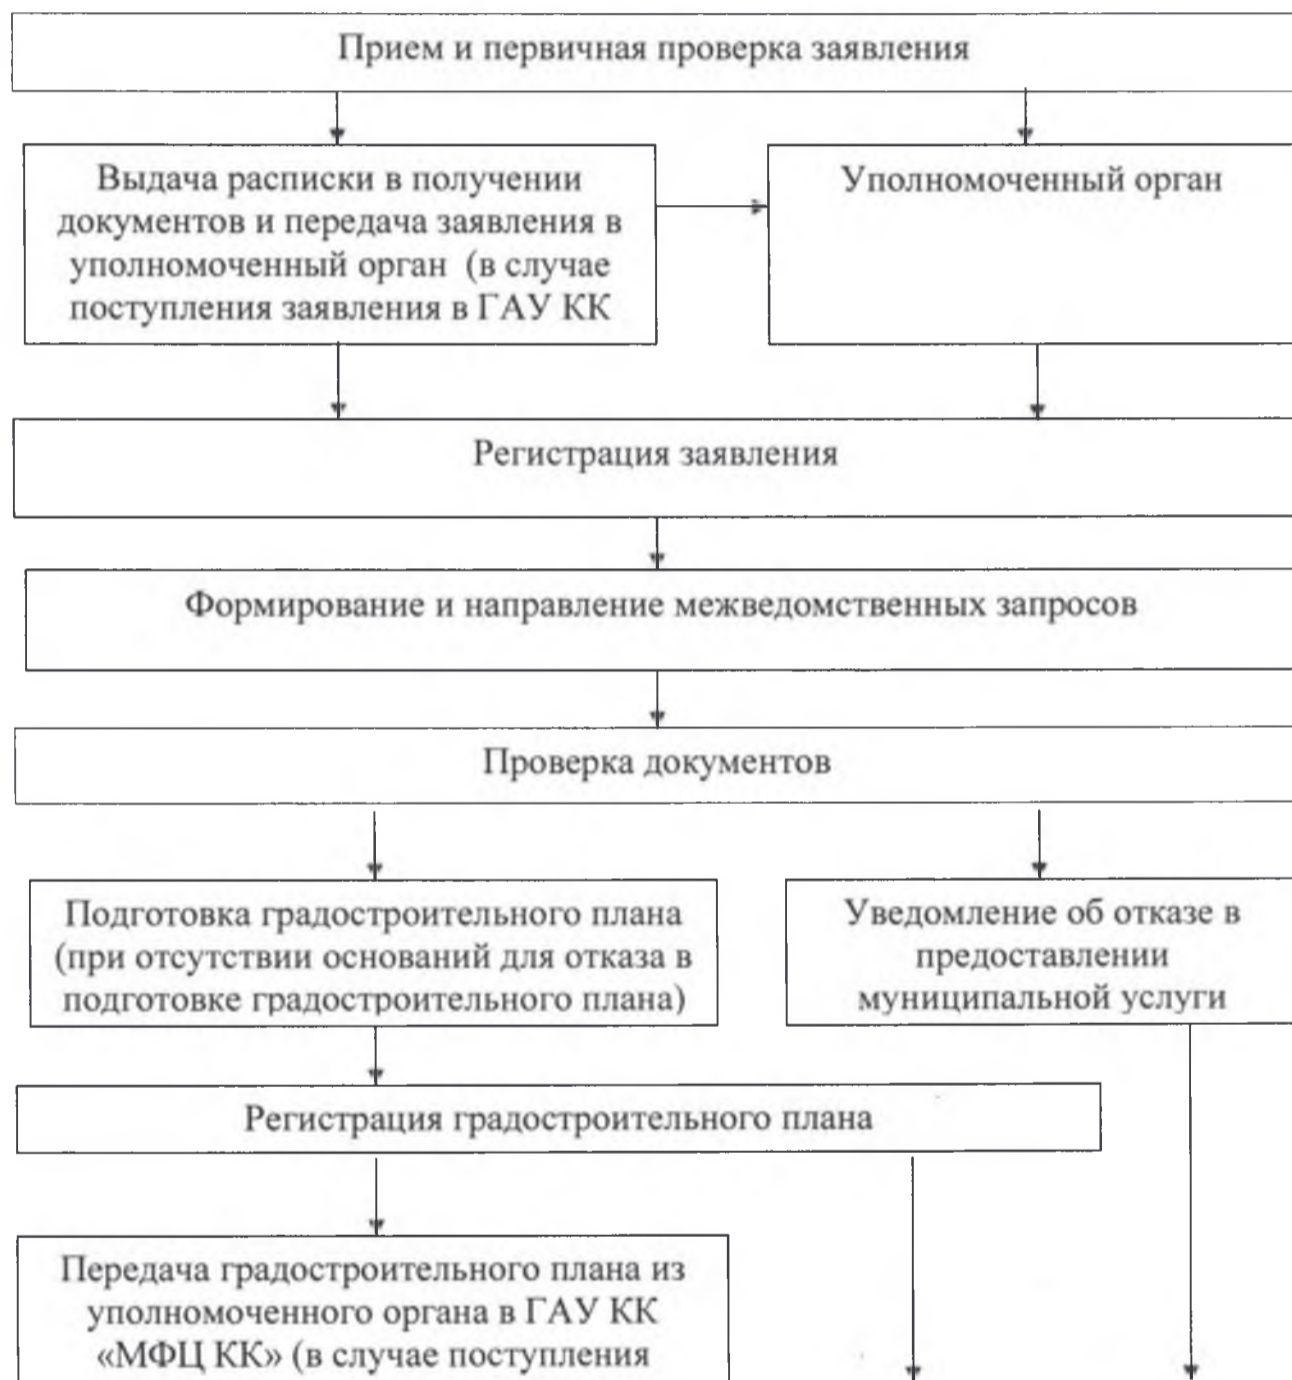 Прием и первичная проверка заявления
Выдача расписки в получении
документов и передача заявления в
уполномоченный орган (в случае
поступления заявления в ГАУ КК
Уполномоченный орган
Регистрация заявления
Формирование и направление межведомственных запросов
Проверка документов
Подготовка градостроительного плана
(при отсутствии оснований для отказа в
подготовке градостроительного плана)
Уведомление об отказе в
предоставлении
муниципальной услуги
Регистрация градостроительного плана
Передача градостроительного плана из
уполномоченного органа в ГАУ КК
«МФЦ КК» (в случае поступления